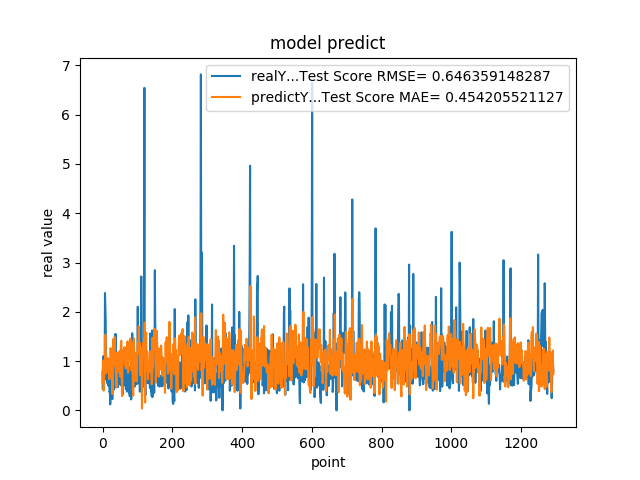 model predict
realY...Test Score RMSE= 0.646359148287
predictY...Test Score MAE= 0.454205521127
7
6
5
4
3
2
1
0
real value
0 200 400 600 800 1000 1200
point